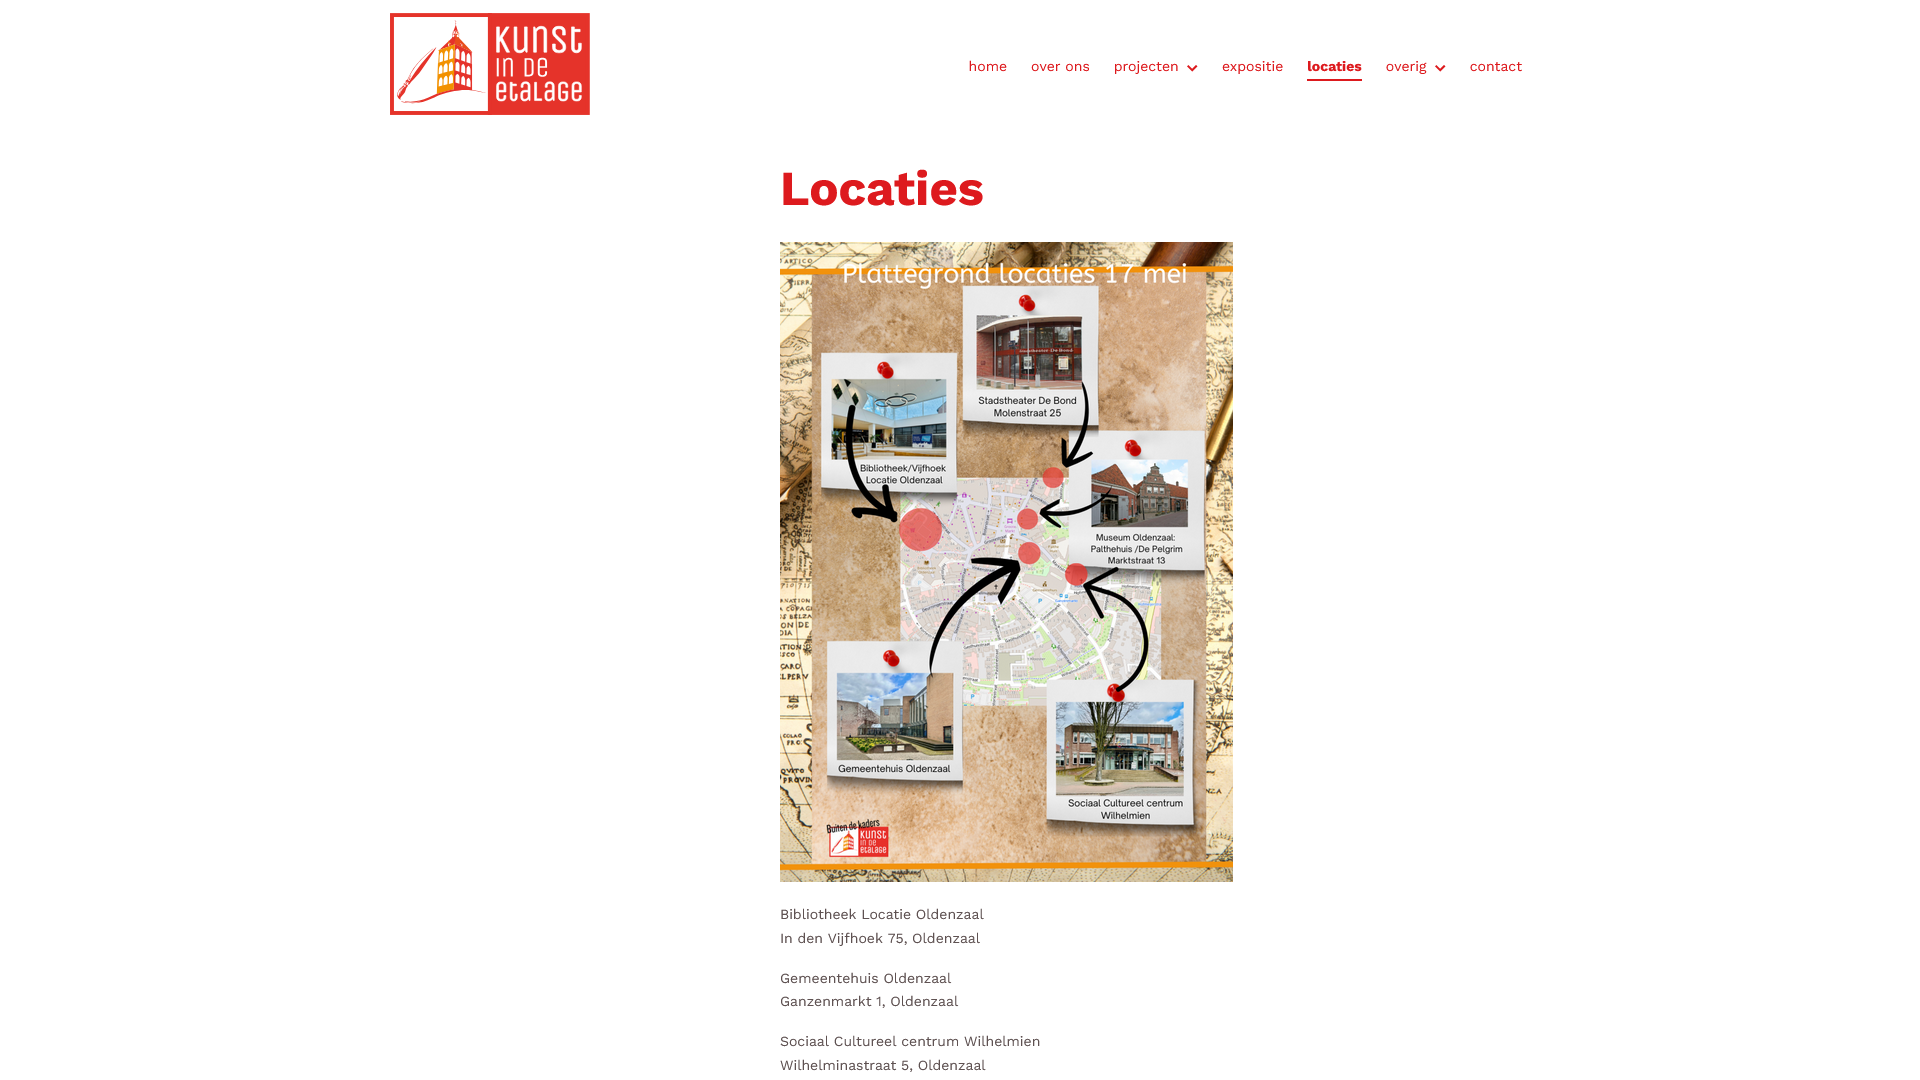 KUNST
IN DE
ETALAGE
home
over ons
projecten
expositie
locaties
overig
contact
Locaties
Plattegrond locaties 17 mei
Stadstheater De Bond
Molenstraat 25
Bibliotheek/Vijfhoek
Locatie Oldenzaal
Museum Oldenzaal:
Palthehuis /De Pelgrim
Marktstraat 13
Gemeentehuis Oldenzaal
Sociaal Cultureel centrum
Wilhelmien
Buiten de kaders
KUNST
IN DE
ETALAGE
Bibliotheek Locatie Oldenzaal
In den Vijfhoek 75, Oldenzaal
Gemeentehuis Oldenzaal
Ganzenmarkt 1, Oldenzaal
Sociaal Cultureel centrum Wilhelmien
Wilhelminastraat 5, Oldenzaal